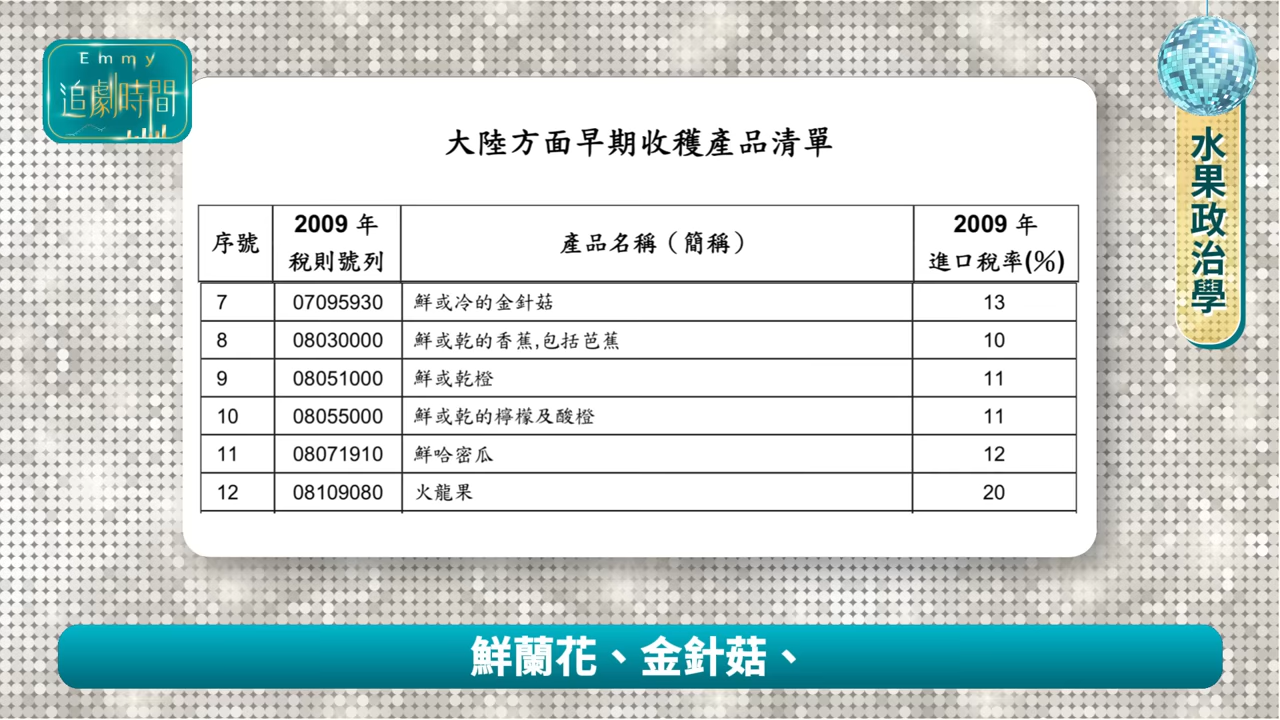 Emmy
追劇時間
水果政治學
大陸方面早期收穫產品清單
序號 2009 年 稅則號列 產品名稱（簡稱） 2009 年 進口稅率(%)
7 07095930 鮮或冷的金針菇 13
8 08030000 鮮或乾的香蕉,包括芭蕉 10
9 08051000 鮮或乾橙 11
10 08055000 鮮或乾的檸檬及酸橙 11
11 08071910 鮮哈密瓜 12
12 08109080 火龍果 20
鮮蘭花、金針菇、